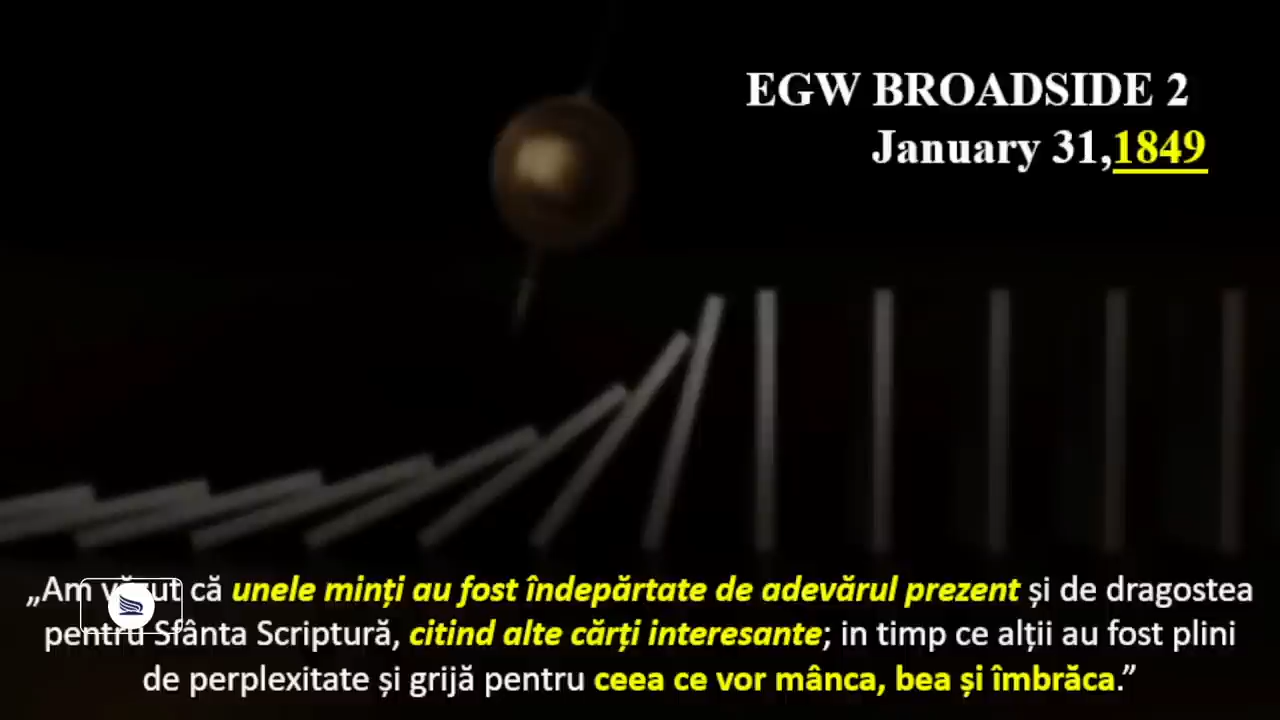 EGW BROADSIDE 2
January 31,1849
„Am văzut că unele minți au fost îndepărtate de adevărul prezent și de dragostea
pentru Sfânta Scriptură, citind alte cărți interesante; in timp ce alții au fost plini
de perplexitate și grijă pentru ceea ce vor mânca, bea și îmbrăca.”